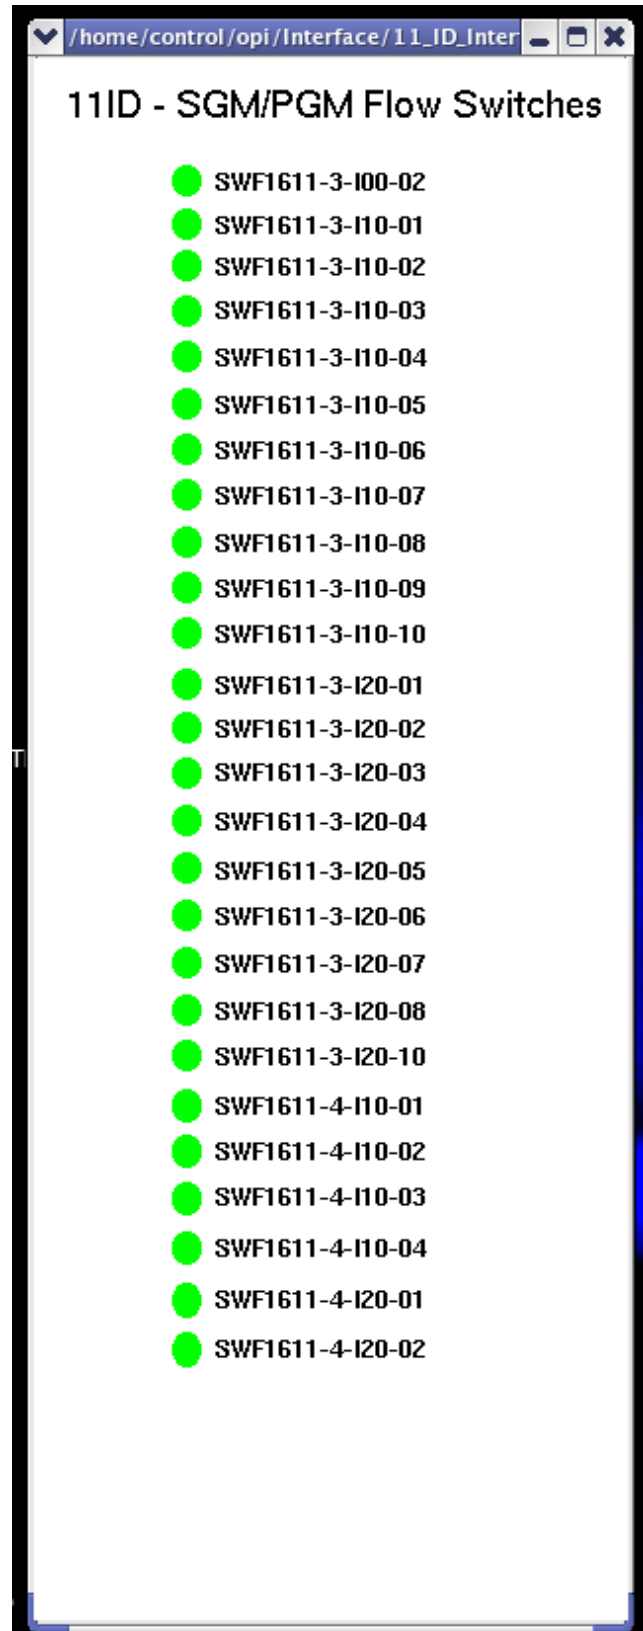 /home/control/opi/Interface/11_ID_Inter
11ID - SGM/PGM Flow Switches
SWF1611-3-I00-02
SWF1611-3-I10-01
SWF1611-3-I10-02
SWF1611-3-I10-03
SWF1611-3-I10-04
SWF1611-3-I10-05
SWF1611-3-I10-06
SWF1611-3-I10-07
SWF1611-3-I10-08
SWF1611-3-I10-09
SWF1611-3-I10-10
SWF1611-3-I20-01
SWF1611-3-I20-02
SWF1611-3-I20-03
SWF1611-3-I20-04
SWF1611-3-I20-05
SWF1611-3-I20-06
SWF1611-3-I20-07
SWF1611-3-I20-08
SWF1611-3-I20-10
SWF1611-4-I10-01
SWF1611-4-I10-02
SWF1611-4-I10-03
SWF1611-4-I10-04
SWF1611-4-I20-01
SWF1611-4-I20-02